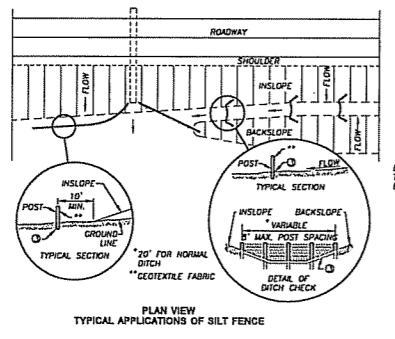 ROADWAY
SHOULDER
FLOW
INSLOPE
FLOW
BACKSLOPE
FLOW
INSLOPE
10'
MIN.
POST
**
GROUND
LINE
TYPICAL SECTION
**
POST
FLOW
TYPICAL SECTION
INSLOPE
BACKSLOPE
* VARIABLE
8' MAX. POST SPACING
DETAIL OF
DITCH CHECK
*20' FOR NORMAL
DITCH
**GEOTEXTILE FABRIC
PLAN VIEW
TYPICAL APPLICATIONS OF SILT FENCE